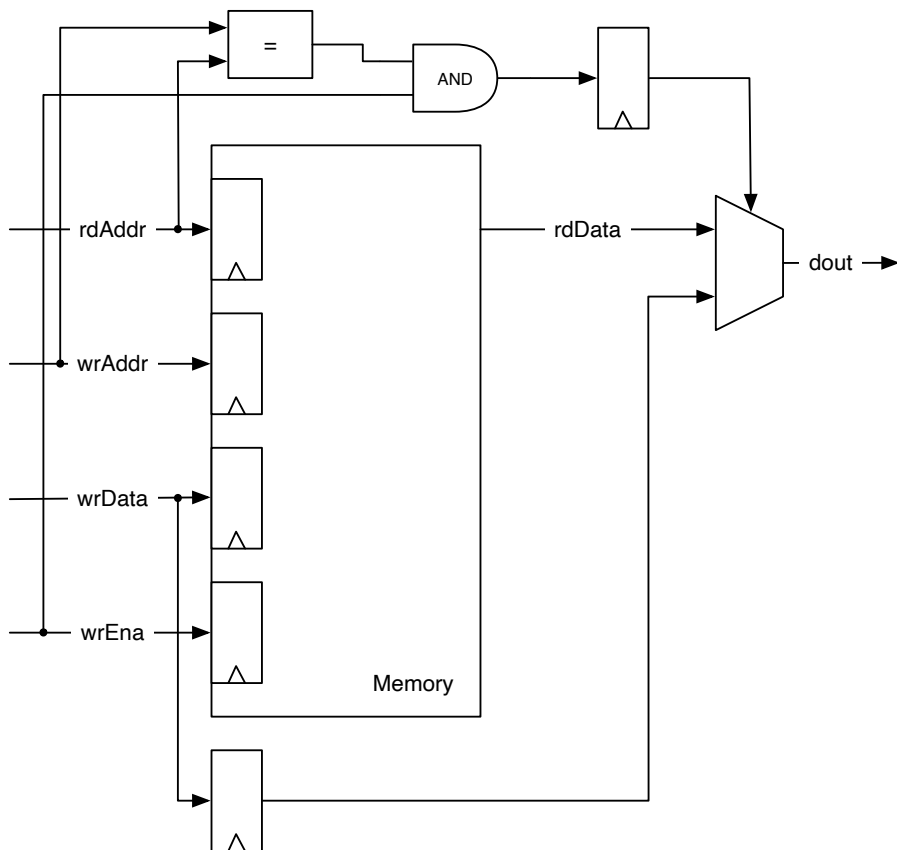 =
AND
rdAddr
rdData
dout
wrAddr
wrData
wrEna
Memory